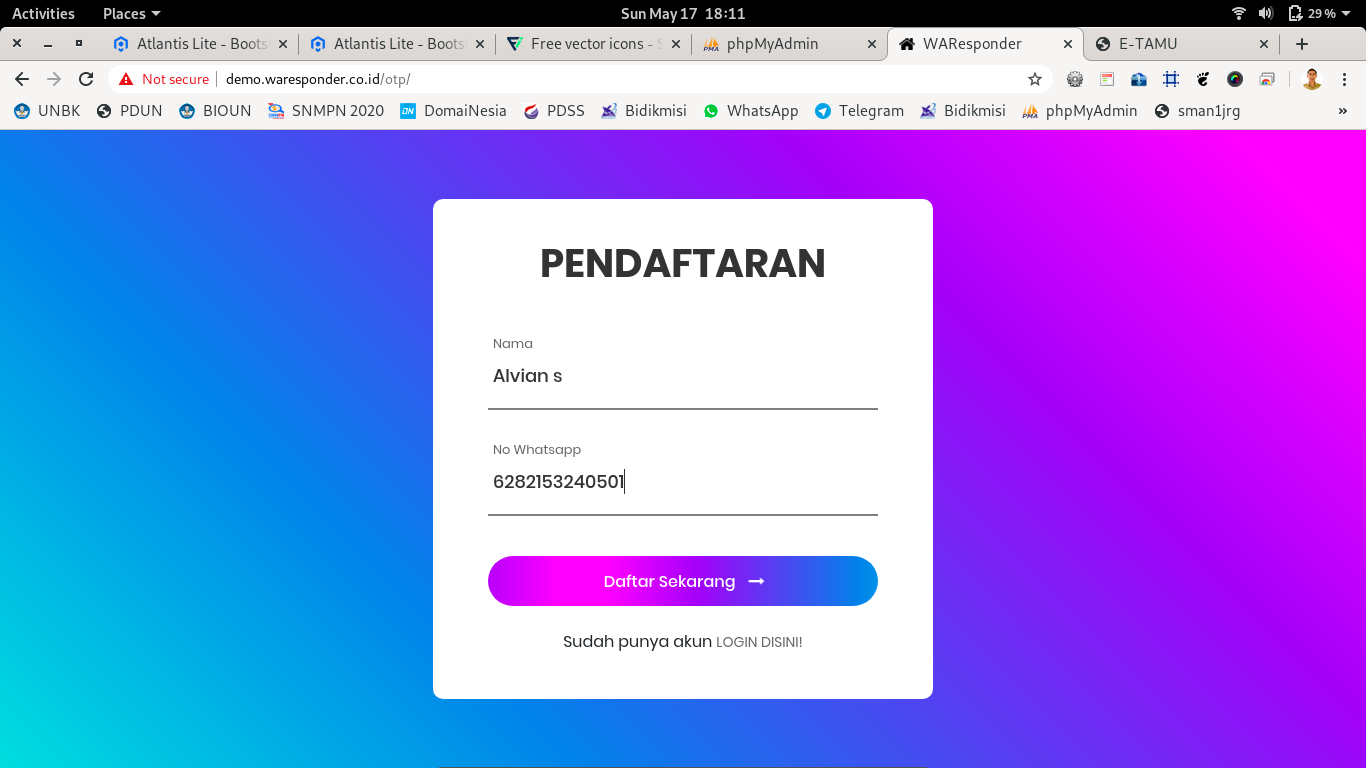 Activities Places Sun May 17 18:11 29 %
Atlantis Lite - Boots Atlantis Lite - Boots Free vector icons - S phpMyAdmin WAResponder E-TAMU
Not secure demo.waresponder.co.id/otp/
UNBK PDUN BIOUN SNMPN 2020 DomaiNesia PDSS Bidikmisi WhatsApp Telegram Bidikmisi phpMyAdmin sman1jrg »
PENDAFTARAN
Nama
Alvian s
No Whatsapp
6282153240501
Daftar Sekarang →
Sudah punya akun LOGIN DISINI!